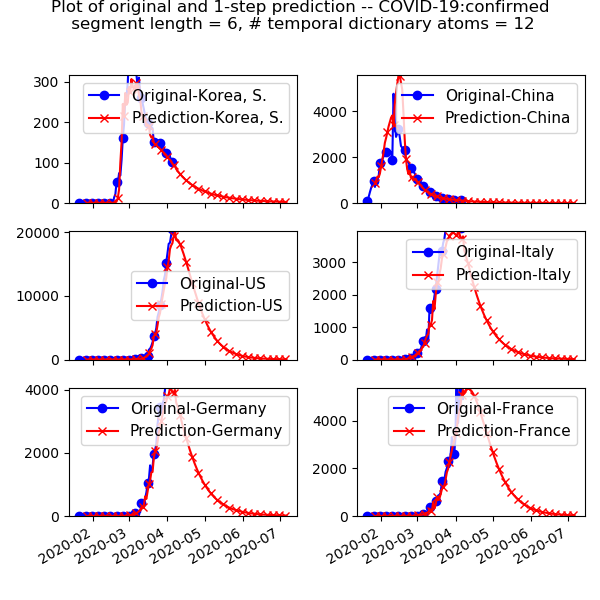 Plot of original and 1-step prediction -- COVID-19:confirmed
segment length = 6, # temporal dictionary atoms = 12
300
200
100
0
Original-Korea, S.
Prediction-Korea, S.
4000
2000
0
Original-China
Prediction-China
20000
10000
0
Original-US
Prediction-US
3000
2000
1000
0
Original-Italy
Prediction-Italy
4000
2000
0
Original-Germany
Prediction-Germany
4000
2000
0
Original-France
Prediction-France
2020-02 2020-03 2020-04 2020-05 2020-06 2020-07
2020-02 2020-03 2020-04 2020-05 2020-06 2020-07